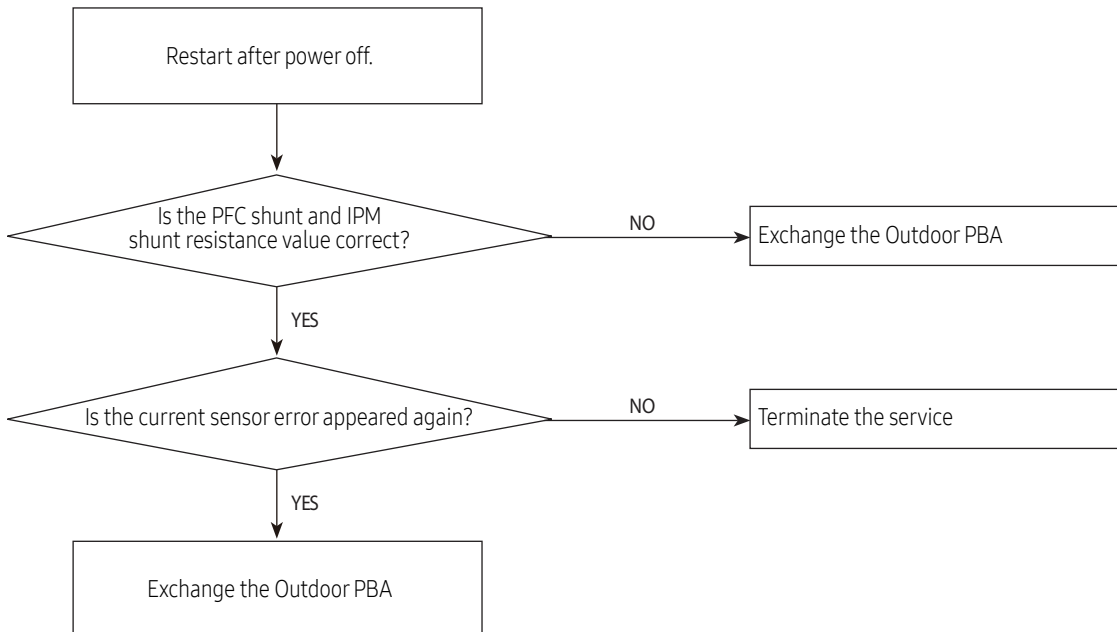 Restart after power off.
Is the PFC shunt and IPM
shunt resistance value correct?
NO
Exchange the Outdoor PBA
YES
Is the current sensor error appeared again?
NO
Terminate the service
YES
Exchange the Outdoor PBA